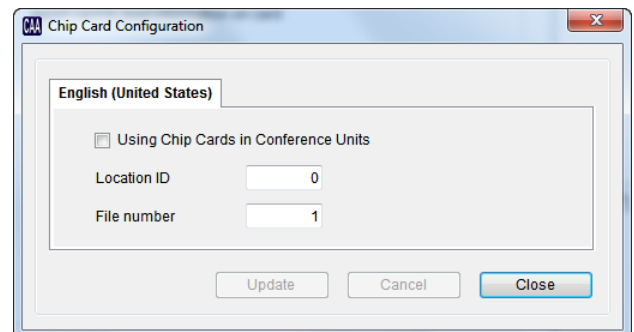 CAA Chip Card Configuration
English (United States)
Using Chip Cards in Conference Units
Location ID 0
File number 1
Update Cancel Close